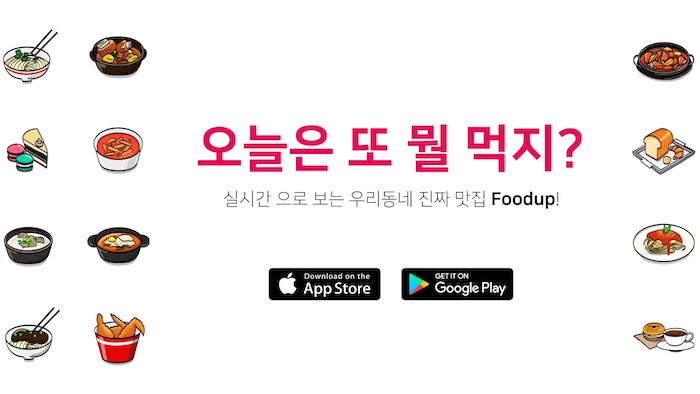 오늘은 또 뭘 먹지?
실시간 으로 보는 우리동네 진짜 맛집 Foodup!
Download on the
App Store
GET IT ON
Google Play